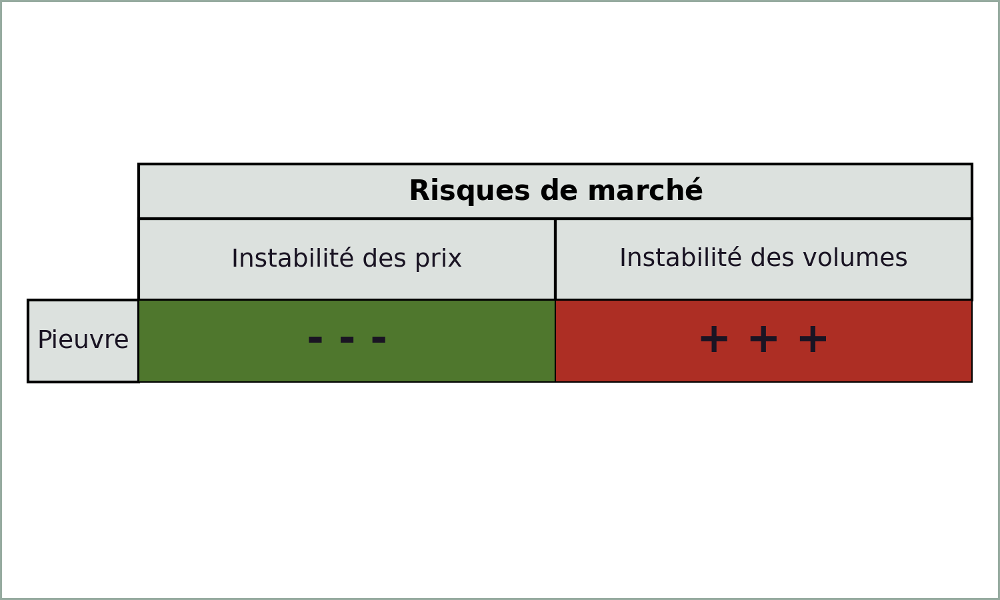 Risques de marché
Instabilité des prix
Instabilité des volumes
Pieuvre
- - -
+ + +